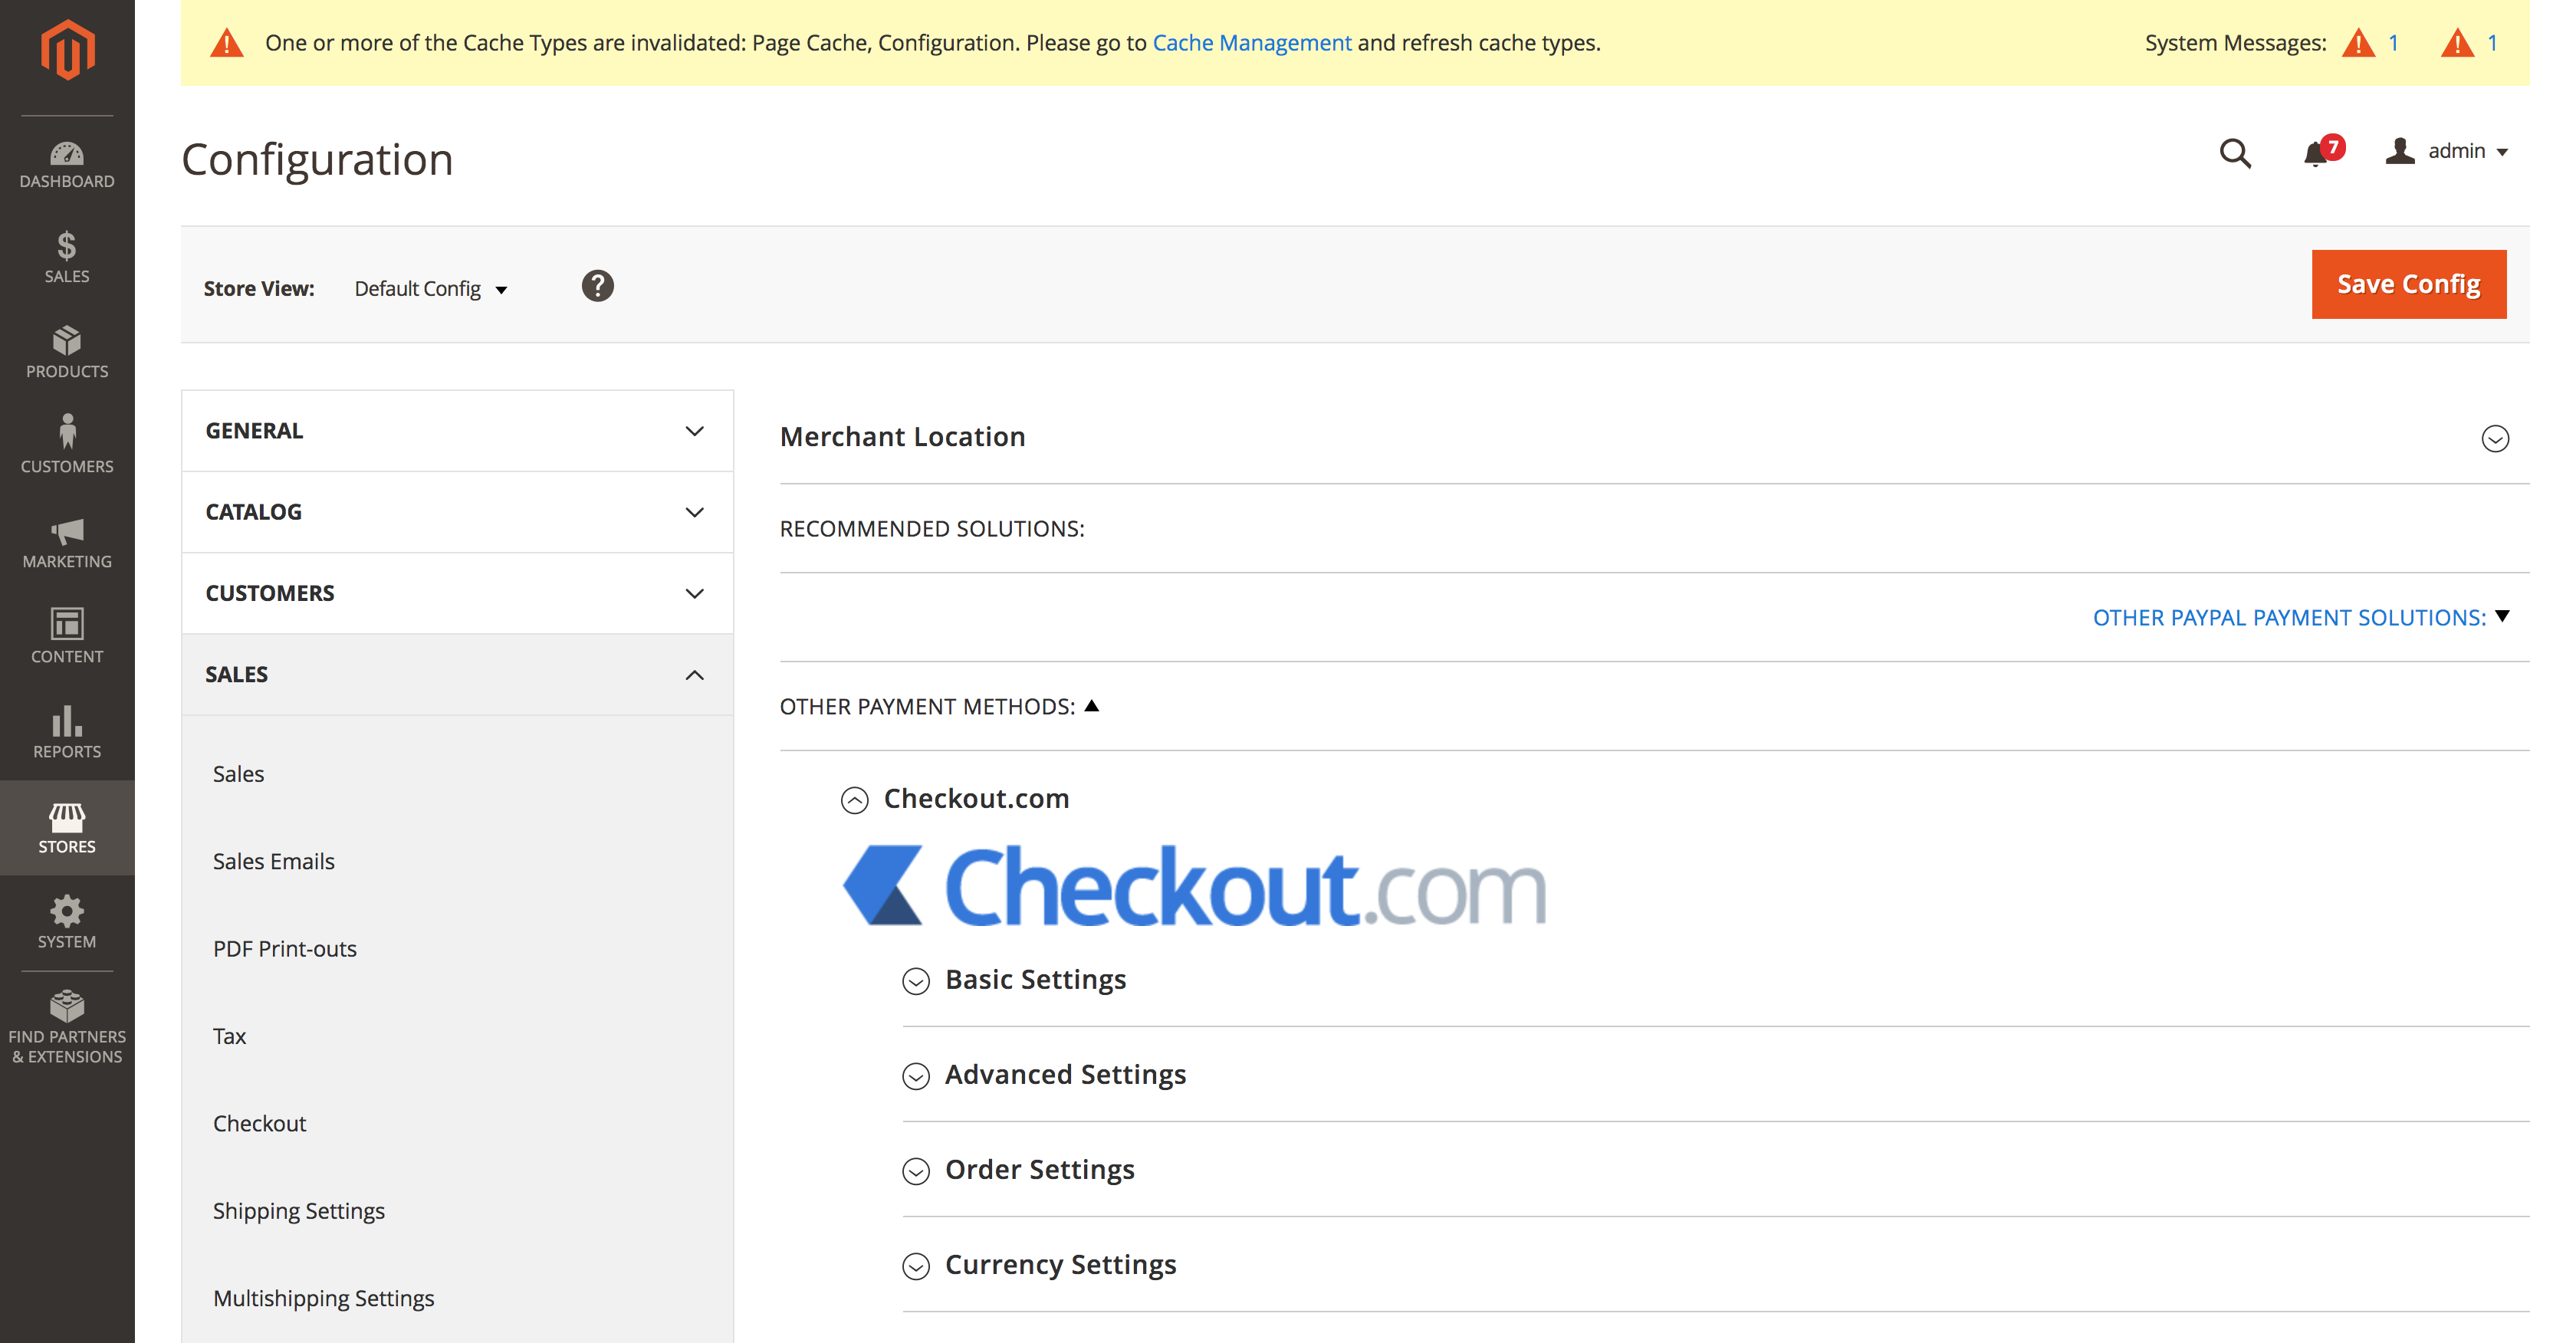 One or more of the Cache Types are invalidated: Page Cache, Configuration. Please go to Cache Management and refresh cache types.
System Messages: 1 1
Configuration
7
admin
Store View: Default Config ?
Save Config
DASHBOARD
SALES
PRODUCTS
CUSTOMERS
MARKETING
CONTENT
REPORTS
STORES
SYSTEM
FIND PARTNERS
& EXTENSIONS
GENERAL
CATALOG
CUSTOMERS
SALES
Sales
Sales Emails
PDF Print-outs
Tax
Checkout
Shipping Settings
Multishipping Settings
Merchant Location
RECOMMENDED SOLUTIONS:
OTHER PAYPAL PAYMENT SOLUTIONS:
OTHER PAYMENT METHODS:
Checkout.com
Checkout.com
Basic Settings
Advanced Settings
Order Settings
Currency Settings